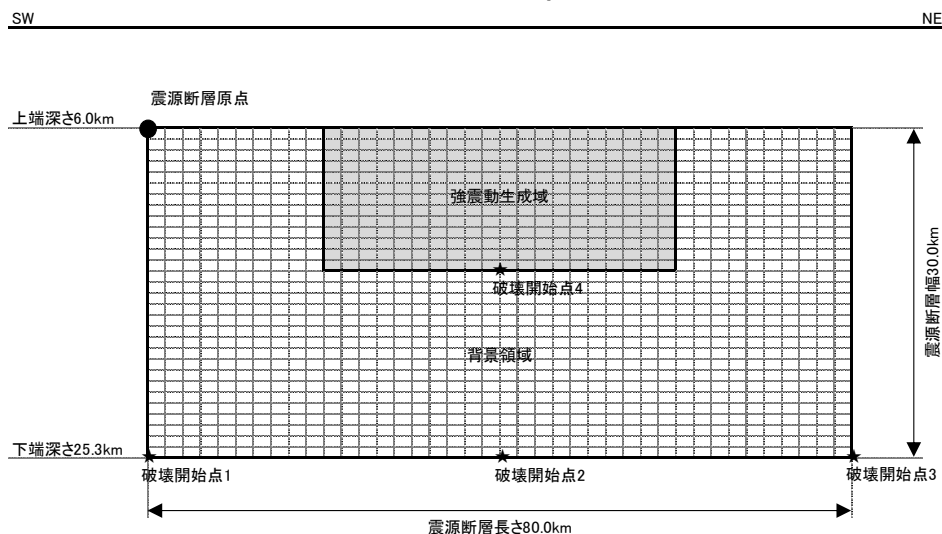 SW
NE
震源断層原点
上端深さ6.0km
強震動生成域
破壊開始点4
震源断層幅30.0km
背景領域
下端深さ25.3km
破壊開始点1
破壊開始点2
破壊開始点3
震源断層長さ80.0km